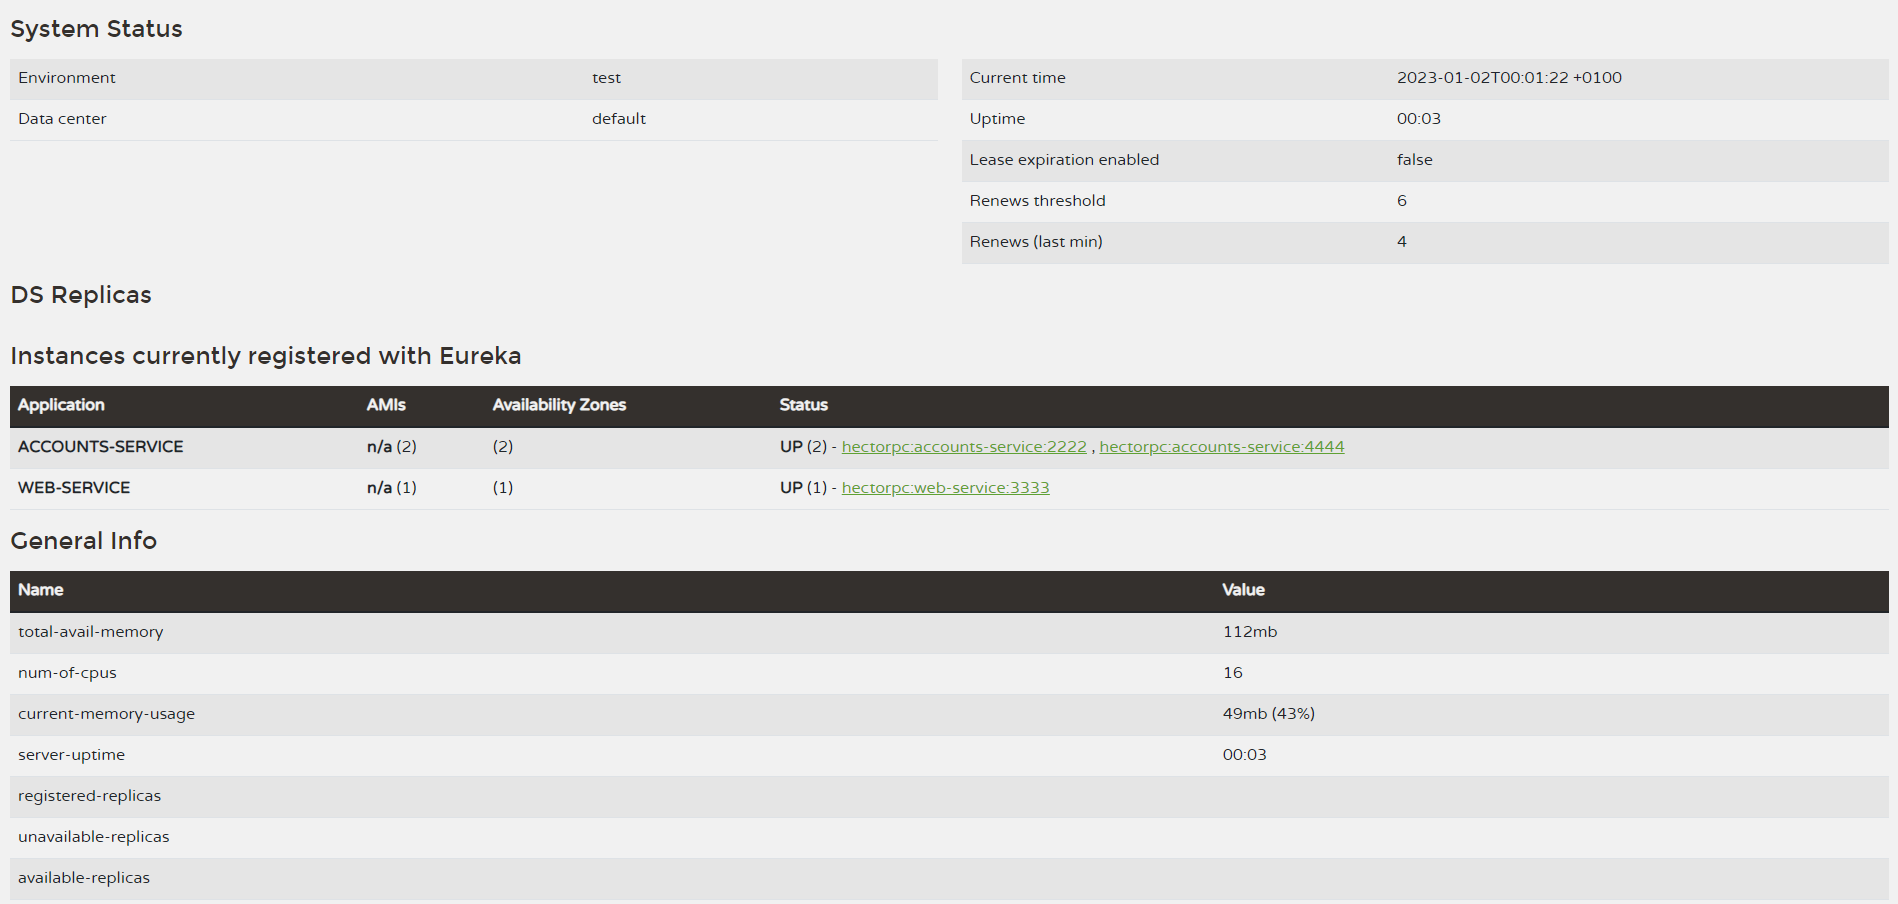 System Status
Environment test
Data center default
Current time 2023-01-02T00:01:22 +0100
Uptime 00:03
Lease expiration enabled false
Renews threshold 6
Renews (last min) 4
DS Replicas
Instances currently registered with Eureka
Application AMIs Availability Zones Status
ACCOUNTS-SERVICE n/a (2) (2) UP (2) - hectorpc:accounts-service:2222 , hectorpc:accounts-service:4444
WEB-SERVICE n/a (1) (1) UP (1) - hectorpc:web-service:3333
General Info
Name Value
total-avail-memory 112mb
num-of-cpus 16
current-memory-usage 49mb (43%)
server-uptime 00:03
registered-replicas
unavailable-replicas
available-replicas